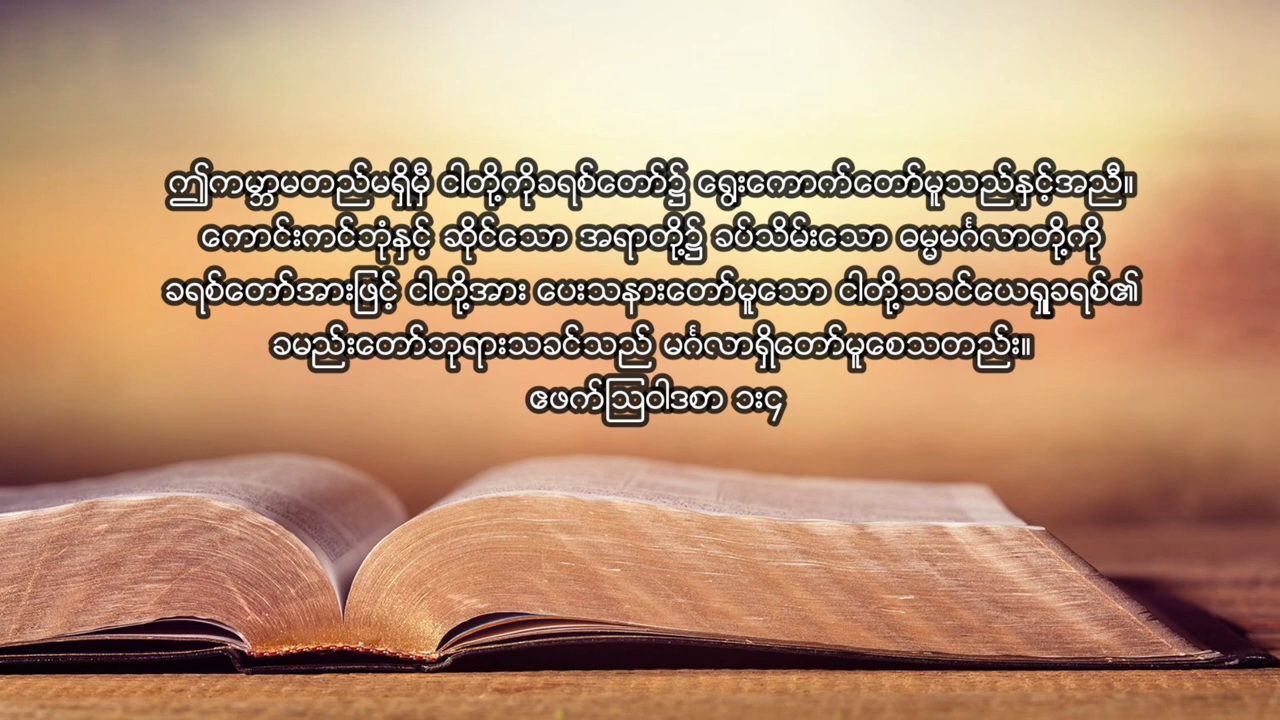 ဤကမ္ဘာမတည်မရှိမှီ ငါတို့ကိုခရစ်တော်၌ ရွေးကောက်တော်မူသည်နှင့်အညီ။
ကောင်းကင်ဘုံနှင့် ဆိုင်သော အရာတို့၌ ခပ်သိမ်းသော ဓမ္မမင်္ဂလာတို့ကို
ခရစ်တော်အားဖြင့် ငါတို့အား ပေးသနားတော်မူသော ငါတို့သခင်ယေရှုခရစ်၏
ခမည်းတော်ဘုရားသခင်သည် မင်္ဂလာရှိတော်မူစေသတည်း။
ဧဖက်ဩဝါဒစာ ၁း၄